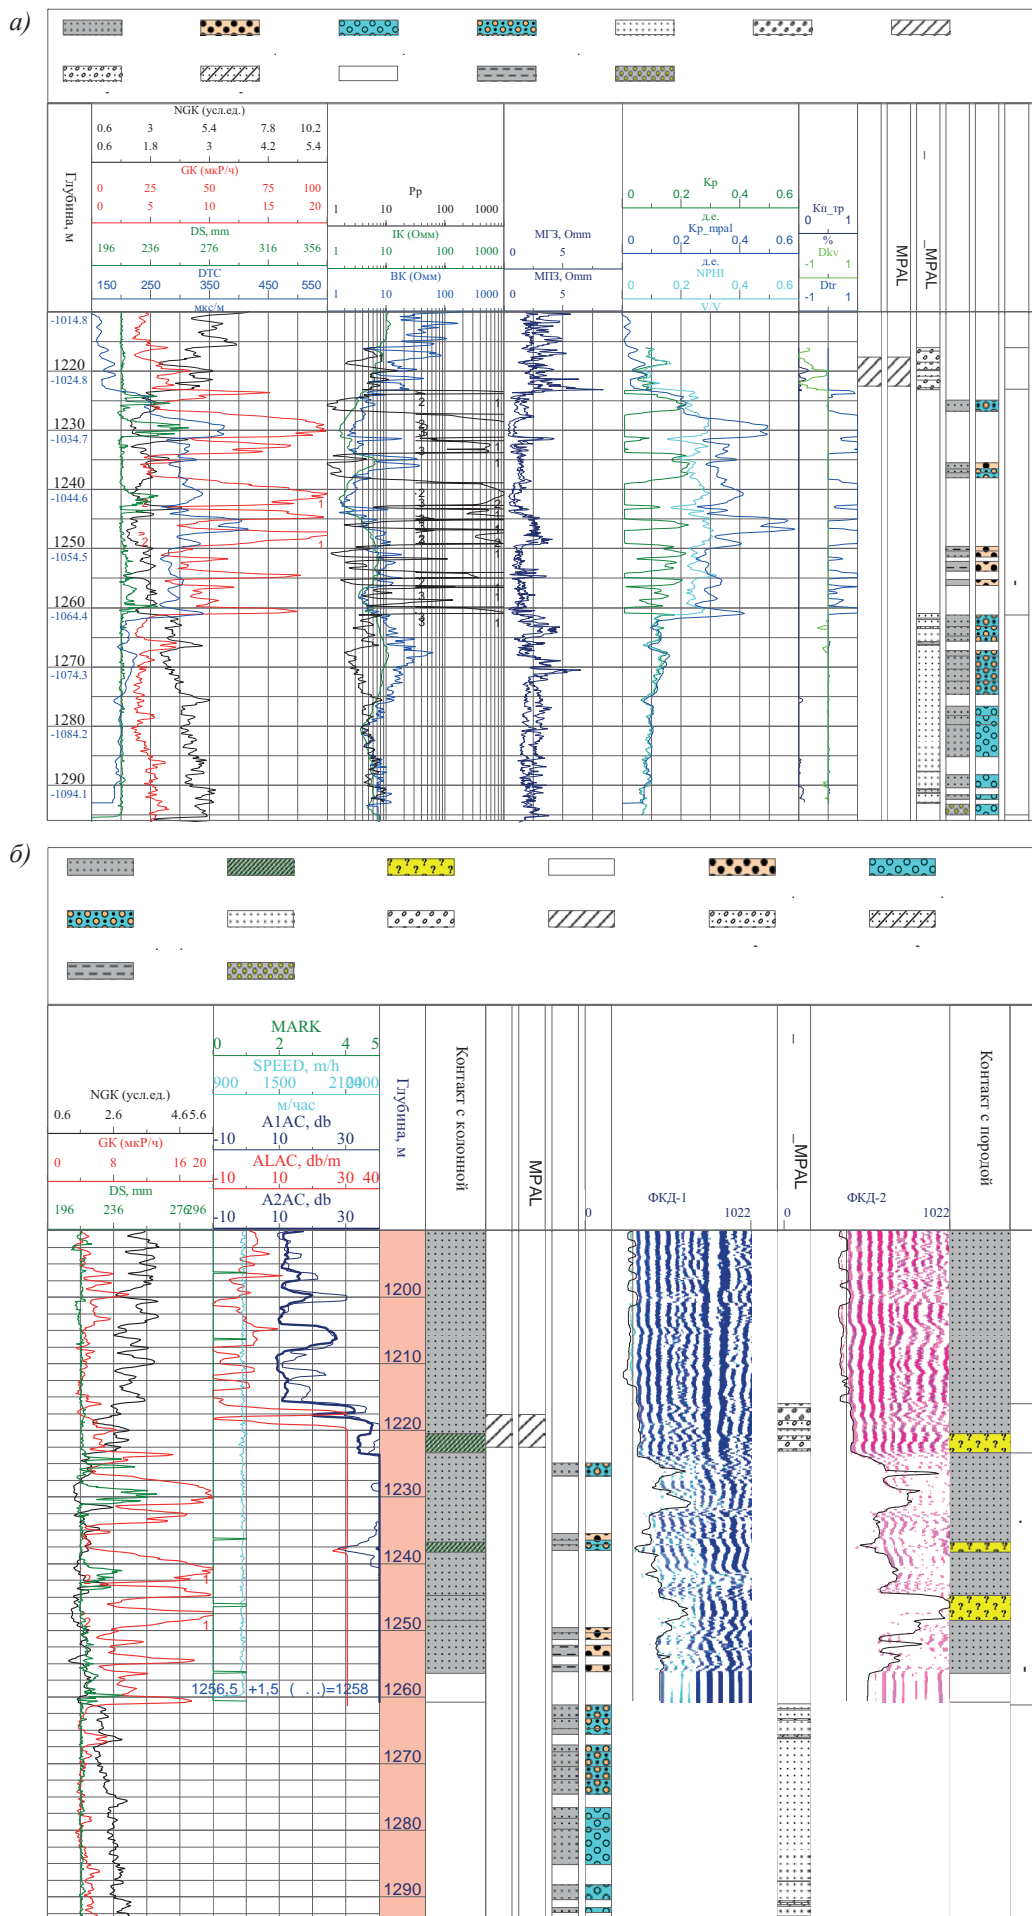 а)
NGK (усл.ед.)
0.6 3 5.4 7.8 10.2
0.6 1.8 3 4.2 5.4
GK (мкР/ч)
0 25 50 75 100
0 5 10 15 20
DS, mm
196 236 276 316 356
DTC
150 250 350 450 550
мкс/м
Глубина, м
Рр
1 10 100 1000
IK (Омм)
1 10 100 1000
BK (Омм)
1 10 100 1000
МГЗ, Omm
0 5
МПЗ, Omm
0 5
Kp
0 0.2 0.4 0.6
д.е.
Kp_mpal
0 0.2 0.4 0.6
д.е.
NPHI
0 0.2 0.4 0.6
V/V
Кп_тр
0 1
%
Dkv
-1 1
Dtr
-1 1
MPAL
_MPAL
-1014.8
1220
-1024.8
1230
-1034.7
1240
-1044.6
1250
-1054.5
1260
-1064.4
1270
-1074.3
1280
-1084.2
1290
-1094.1
б)
NGK (усл.ед.)
0.6 2.6 4.6 5.6
GK (мкР/ч)
0 8 16 20
DS, mm
196 236 276 296
MARK
0 2 4 5
SPEED, m/h
900 1500 2100 2400
м/час
A1AC, db
-10 10 30
ALAC, db/m
-10 10 30 40
A2AC, db
-10 10 30
Глубина, м
Контакт с колонной
MPAL
0
ФКД-1
1022
_MPAL
0
ФКД-2
1022
Контакт с породой
1200
1210
1220
1230
1240
1250
1256,5 +1,5 ( . .)=1258
1260
1270
1280
1290